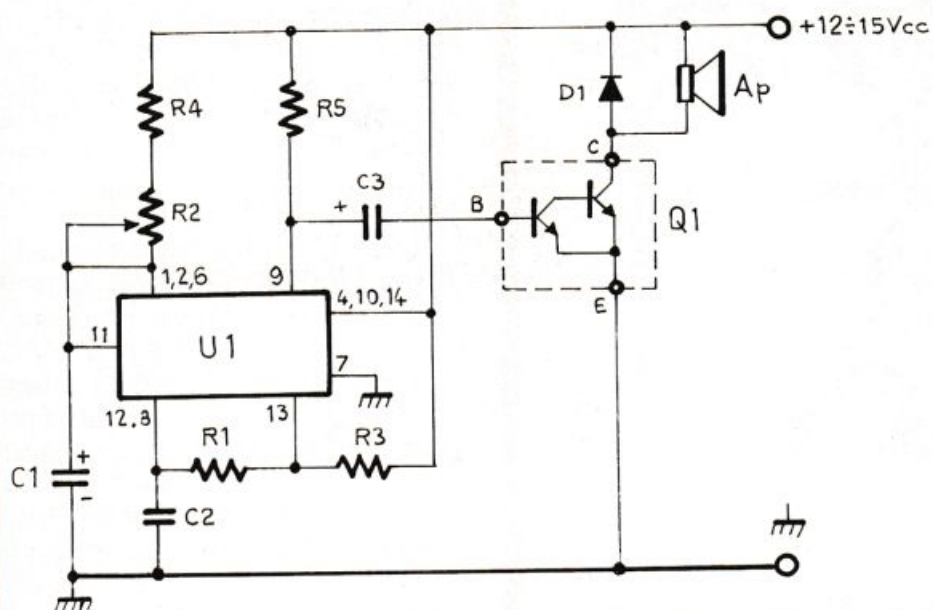 +12÷15Vcc
R4
R5
D1
Ap
C3
C
R2
+
B
Q1
1,2,6
9
4,10,14
E
11
U1
7
12,8
13
R1
R3
C1
+
-
C2